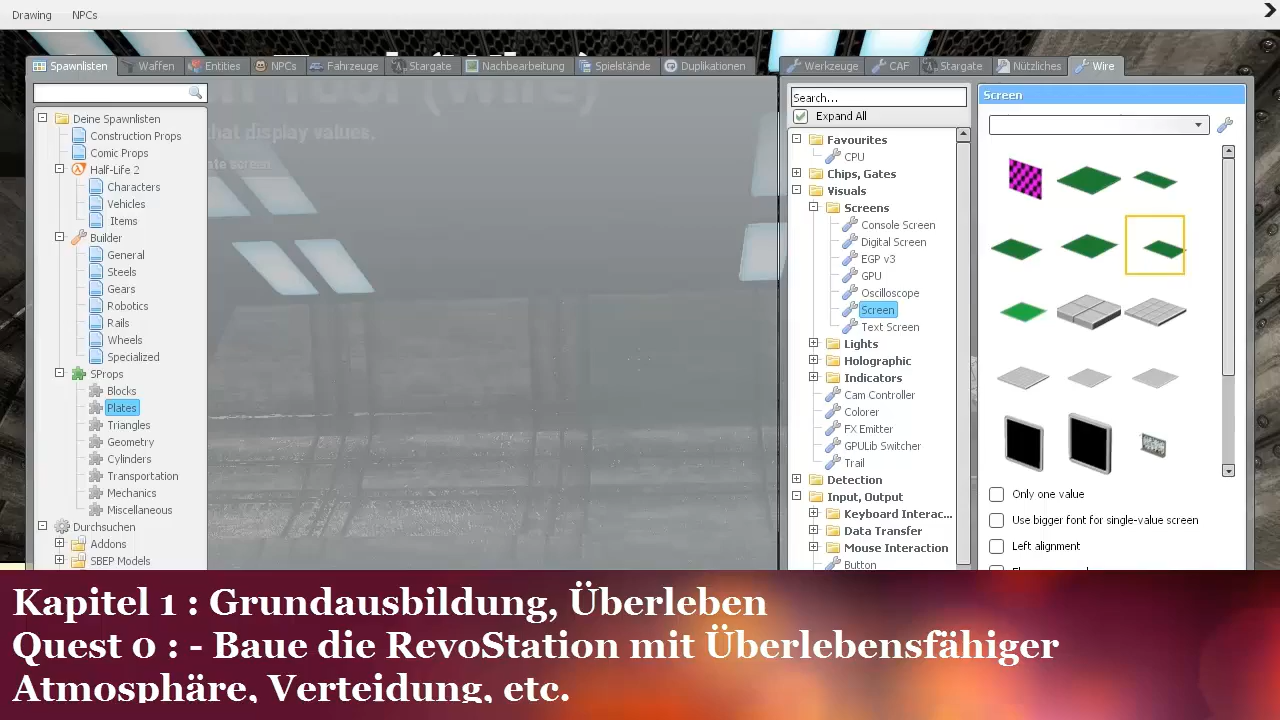 Drawing NPCs
Spawnlisten Waffen Entities NPCs Fahrzeuge Stargate Nachbearbeitung Spielstände Duplikationen
Werkzeuge CAF Stargate Nützliches Wire
that display values.
Deine Spawnlisten
Construction Props
Comic Props
Half-Life 2
Characters
Vehicles
Items
Builder
General
Steels
Gears
Robotics
Rails
Wheels
Specialized
SProps
Blocks
Plates
Triangles
Geometry
Cylinders
Transportation
Mechanics
Miscellaneous
Durchsuchen
Addons
SBEP Models
Search...
Expand All
Favourites
CPU
Chips, Gates
Visuals
Screens
Console Screen
Digital Screen
EGP v3
GPU
Oscilloscope
Screen
Text Screen
Lights
Holographic
Indicators
Cam Controller
Colorer
FX Emitter
GPULib Switcher
Trail
Detection
Input, Output
Keyboard Interac...
Data Transfer
Mouse Interaction
Button
Screen
Only one value
Use bigger font for single-value screen
Left alignment
Kapitel 1 : Grundausbildung, Überleben
Quest 0 : - Baue die RevoStation mit Überlebensfähiger
Atmosphäre, Verteidung, etc.